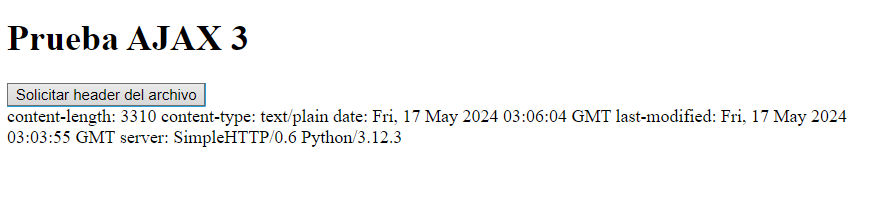 Prueba AJAX 3
Solicitar header del archivo
content-length: 3310 content-type: text/plain date: Fri, 17 May 2024 03:06:04 GMT last-modified: Fri, 17 May 2024
03:03:55 GMT server: SimpleHTTP/0.6 Python/3.12.3